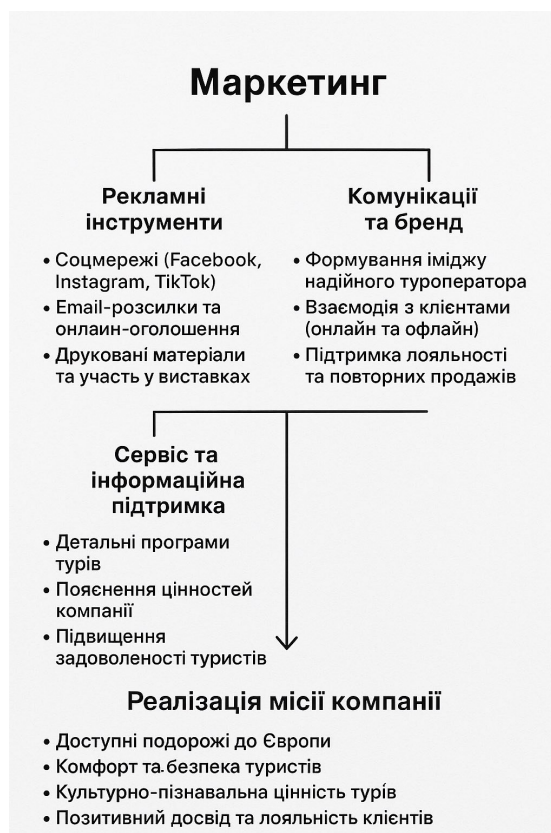 Маркетинг
Рекламні
інструменти
• Соцмережі (Facebook,
Instagram, TikTok)
• Email-розсилки та
онлаин-оголошення
• Друковані матеріали
та участь у виставках
Комунікації
та бренд
• Формування іміджу
надійного туроператора
• Взаємодія з клієнтами
(онлайн та офлайн)
• Підтримка лояльності
та повторних продажів
Сервіс та
інформаційна
підтримка
• Детальні програми
турів
• Пояєнення цінностей
компанії
• Підвищення
задоволеності туристів
Реалізація місії компанії
• Доступні подорожі до Європи
• Комфорт та.безпека туристів
• Культурно-пізнавальна цінність турів
• Позитивний досвід та лояльність клієнтів